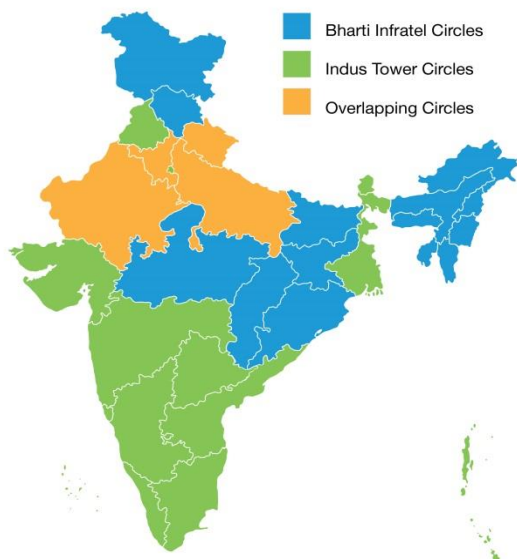 Bharti Infratel Circles
Indus Tower Circles
Overlapping Circles